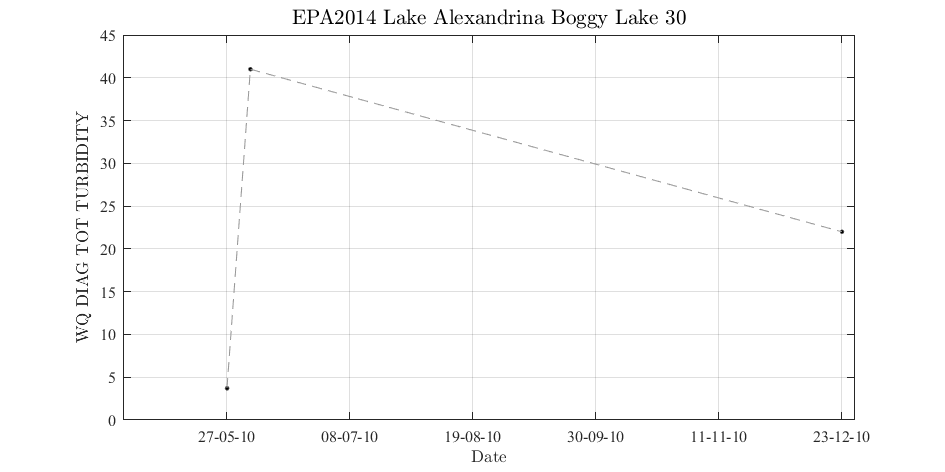 EPA2014 Lake Alexandrina Boggy Lake 30
WQ DIAG TOT TURBIDITY
45
40
35
30
25
20
15
10
5
0
27-05-10 08-07-10 19-08-10 30-09-10 11-11-10 23-12-10
Date